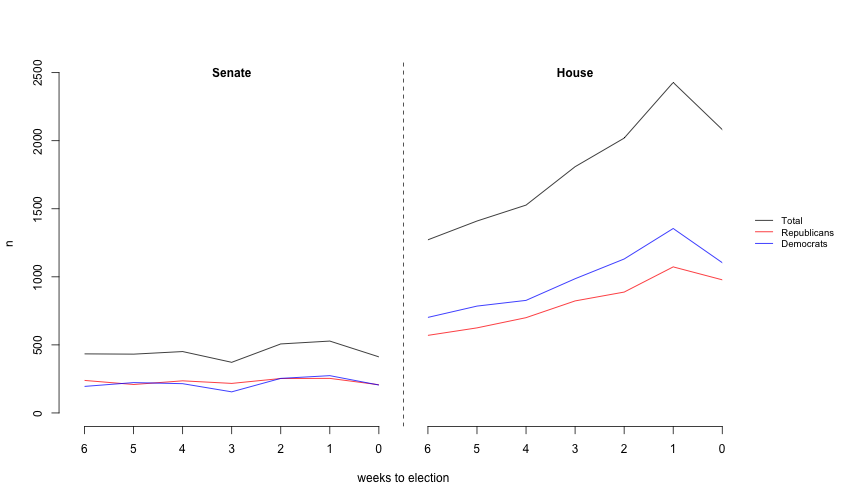 Senate
House
2500
2000
1500
1000
500
0
n
Total
Republicans
Democrats
6 5 4 3 2 1 0
6 5 4 3 2 1 0
weeks to election